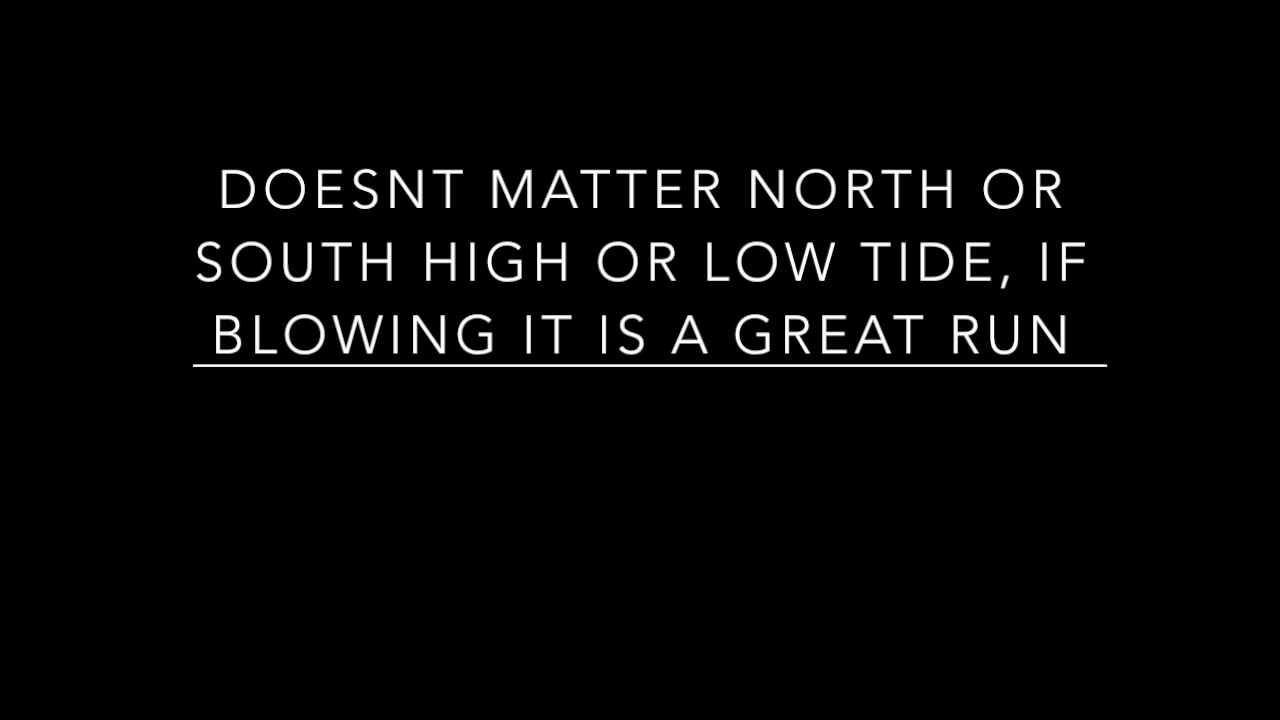 DOESNT MATTER NORTH OR
SOUTH HIGH OR LOW TIDE, IF
BLOWING IT IS A GREAT RUN